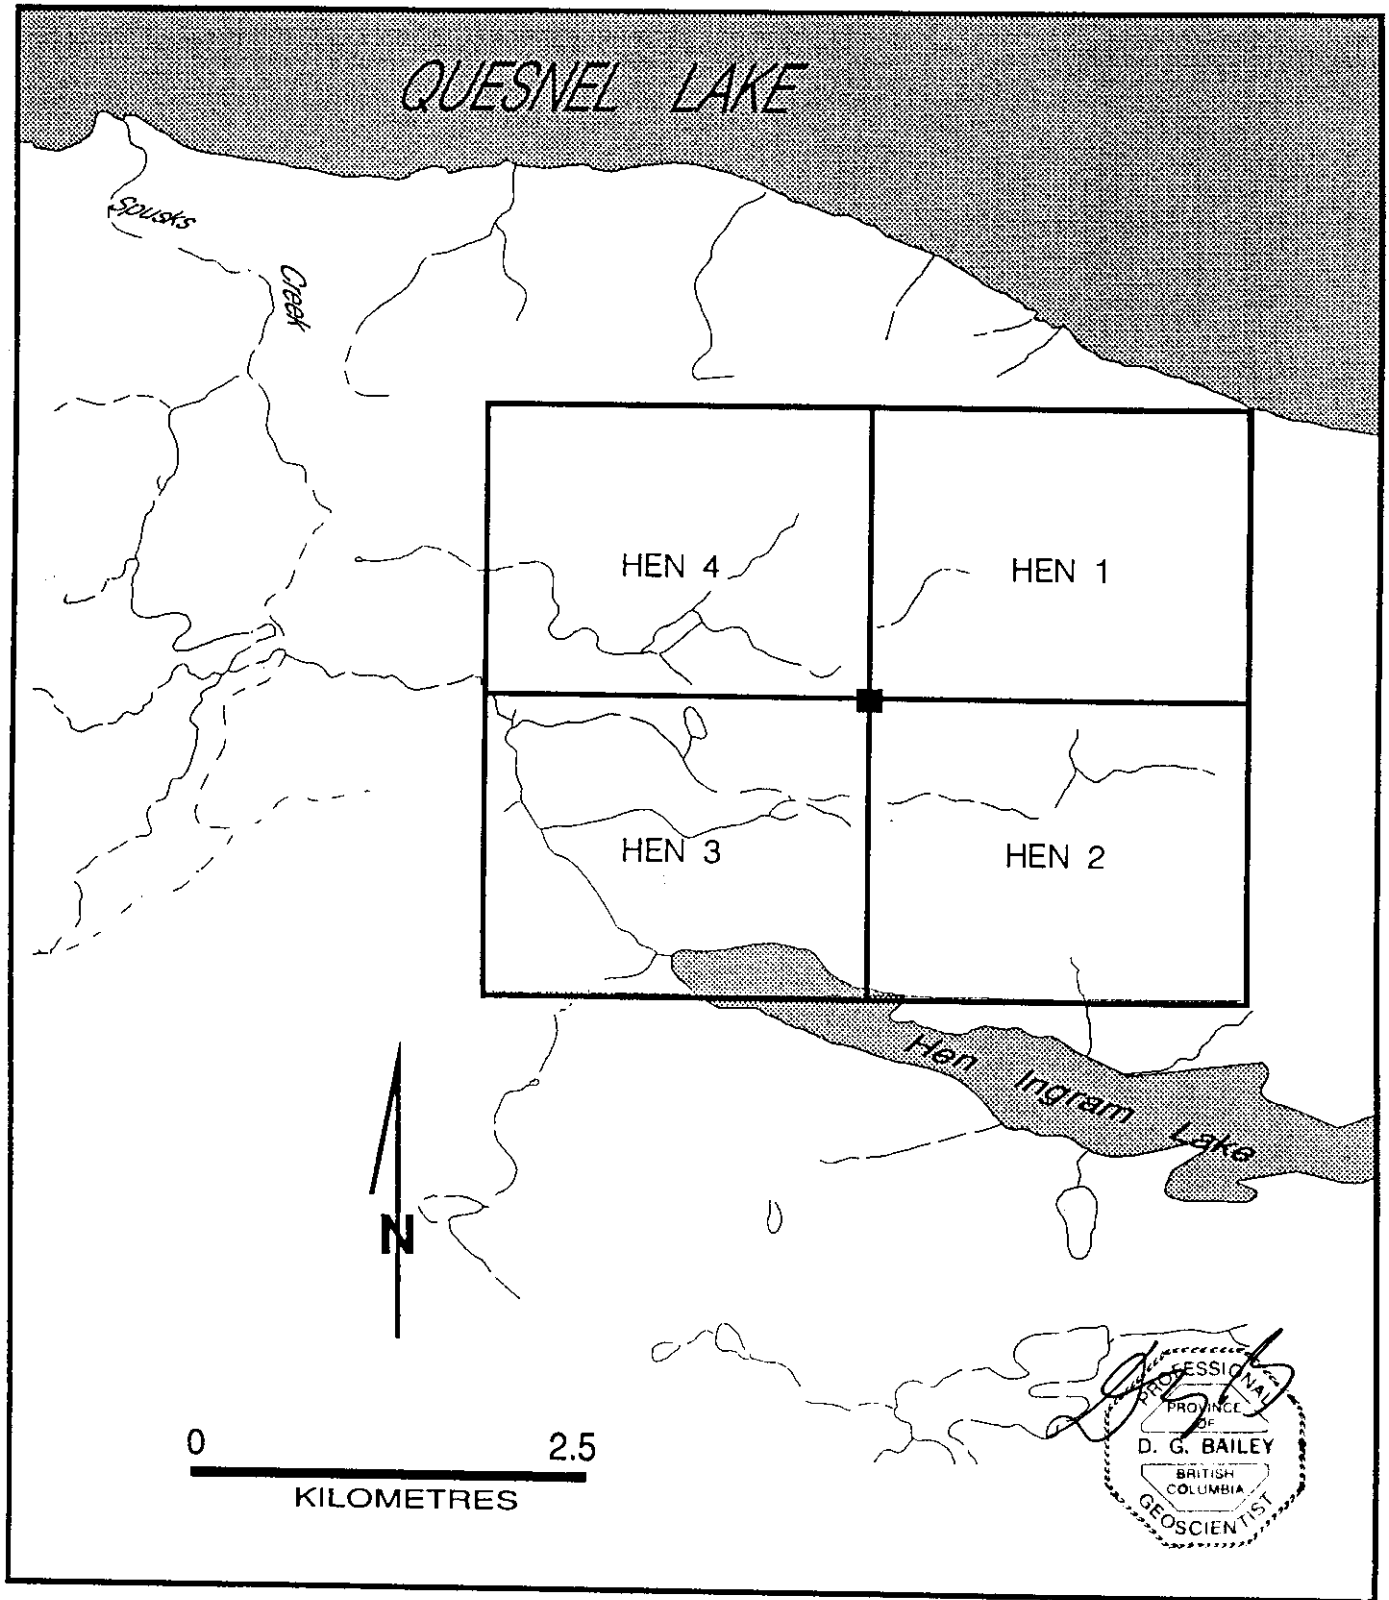 QUESNEL LAKE
Spusks
Creek
HEN 4
HEN 1
HEN 3
HEN 2
Hen Ingram Lake
N
0 2.5
KILOMETRES
PROFESSIONAL
PROVINCE
OF
D. G. BAILEY
BRITISH
COLUMBIA
GEOSCIENTIST